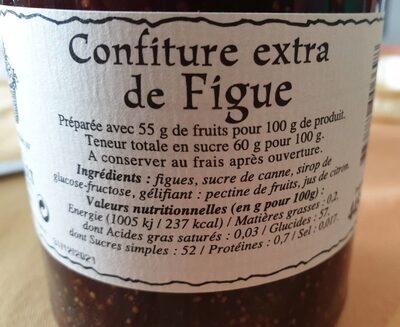 Confiture extra
de Figue
Préparée avec 55 g de fruits pour 100 g de produit.
Teneur totale en sucre 60 g pour 100 g.
A conserver au frais après ouverture.
Ingrédients : figues, sucre de canne, sirop de
glucose-fructose, gélifiant : pectine de fruits, jus de citron.
Valeurs nutritionnelles (en g pour 100g) :
Energie (1005 kj / 237 kcal) / Matières grasses : 0,2,
dont Acides gras saturés : 0,03 / Glucides : 57,
dont Sucres simples : 52 / Protéines : 0,7 / Sel : 0,017.